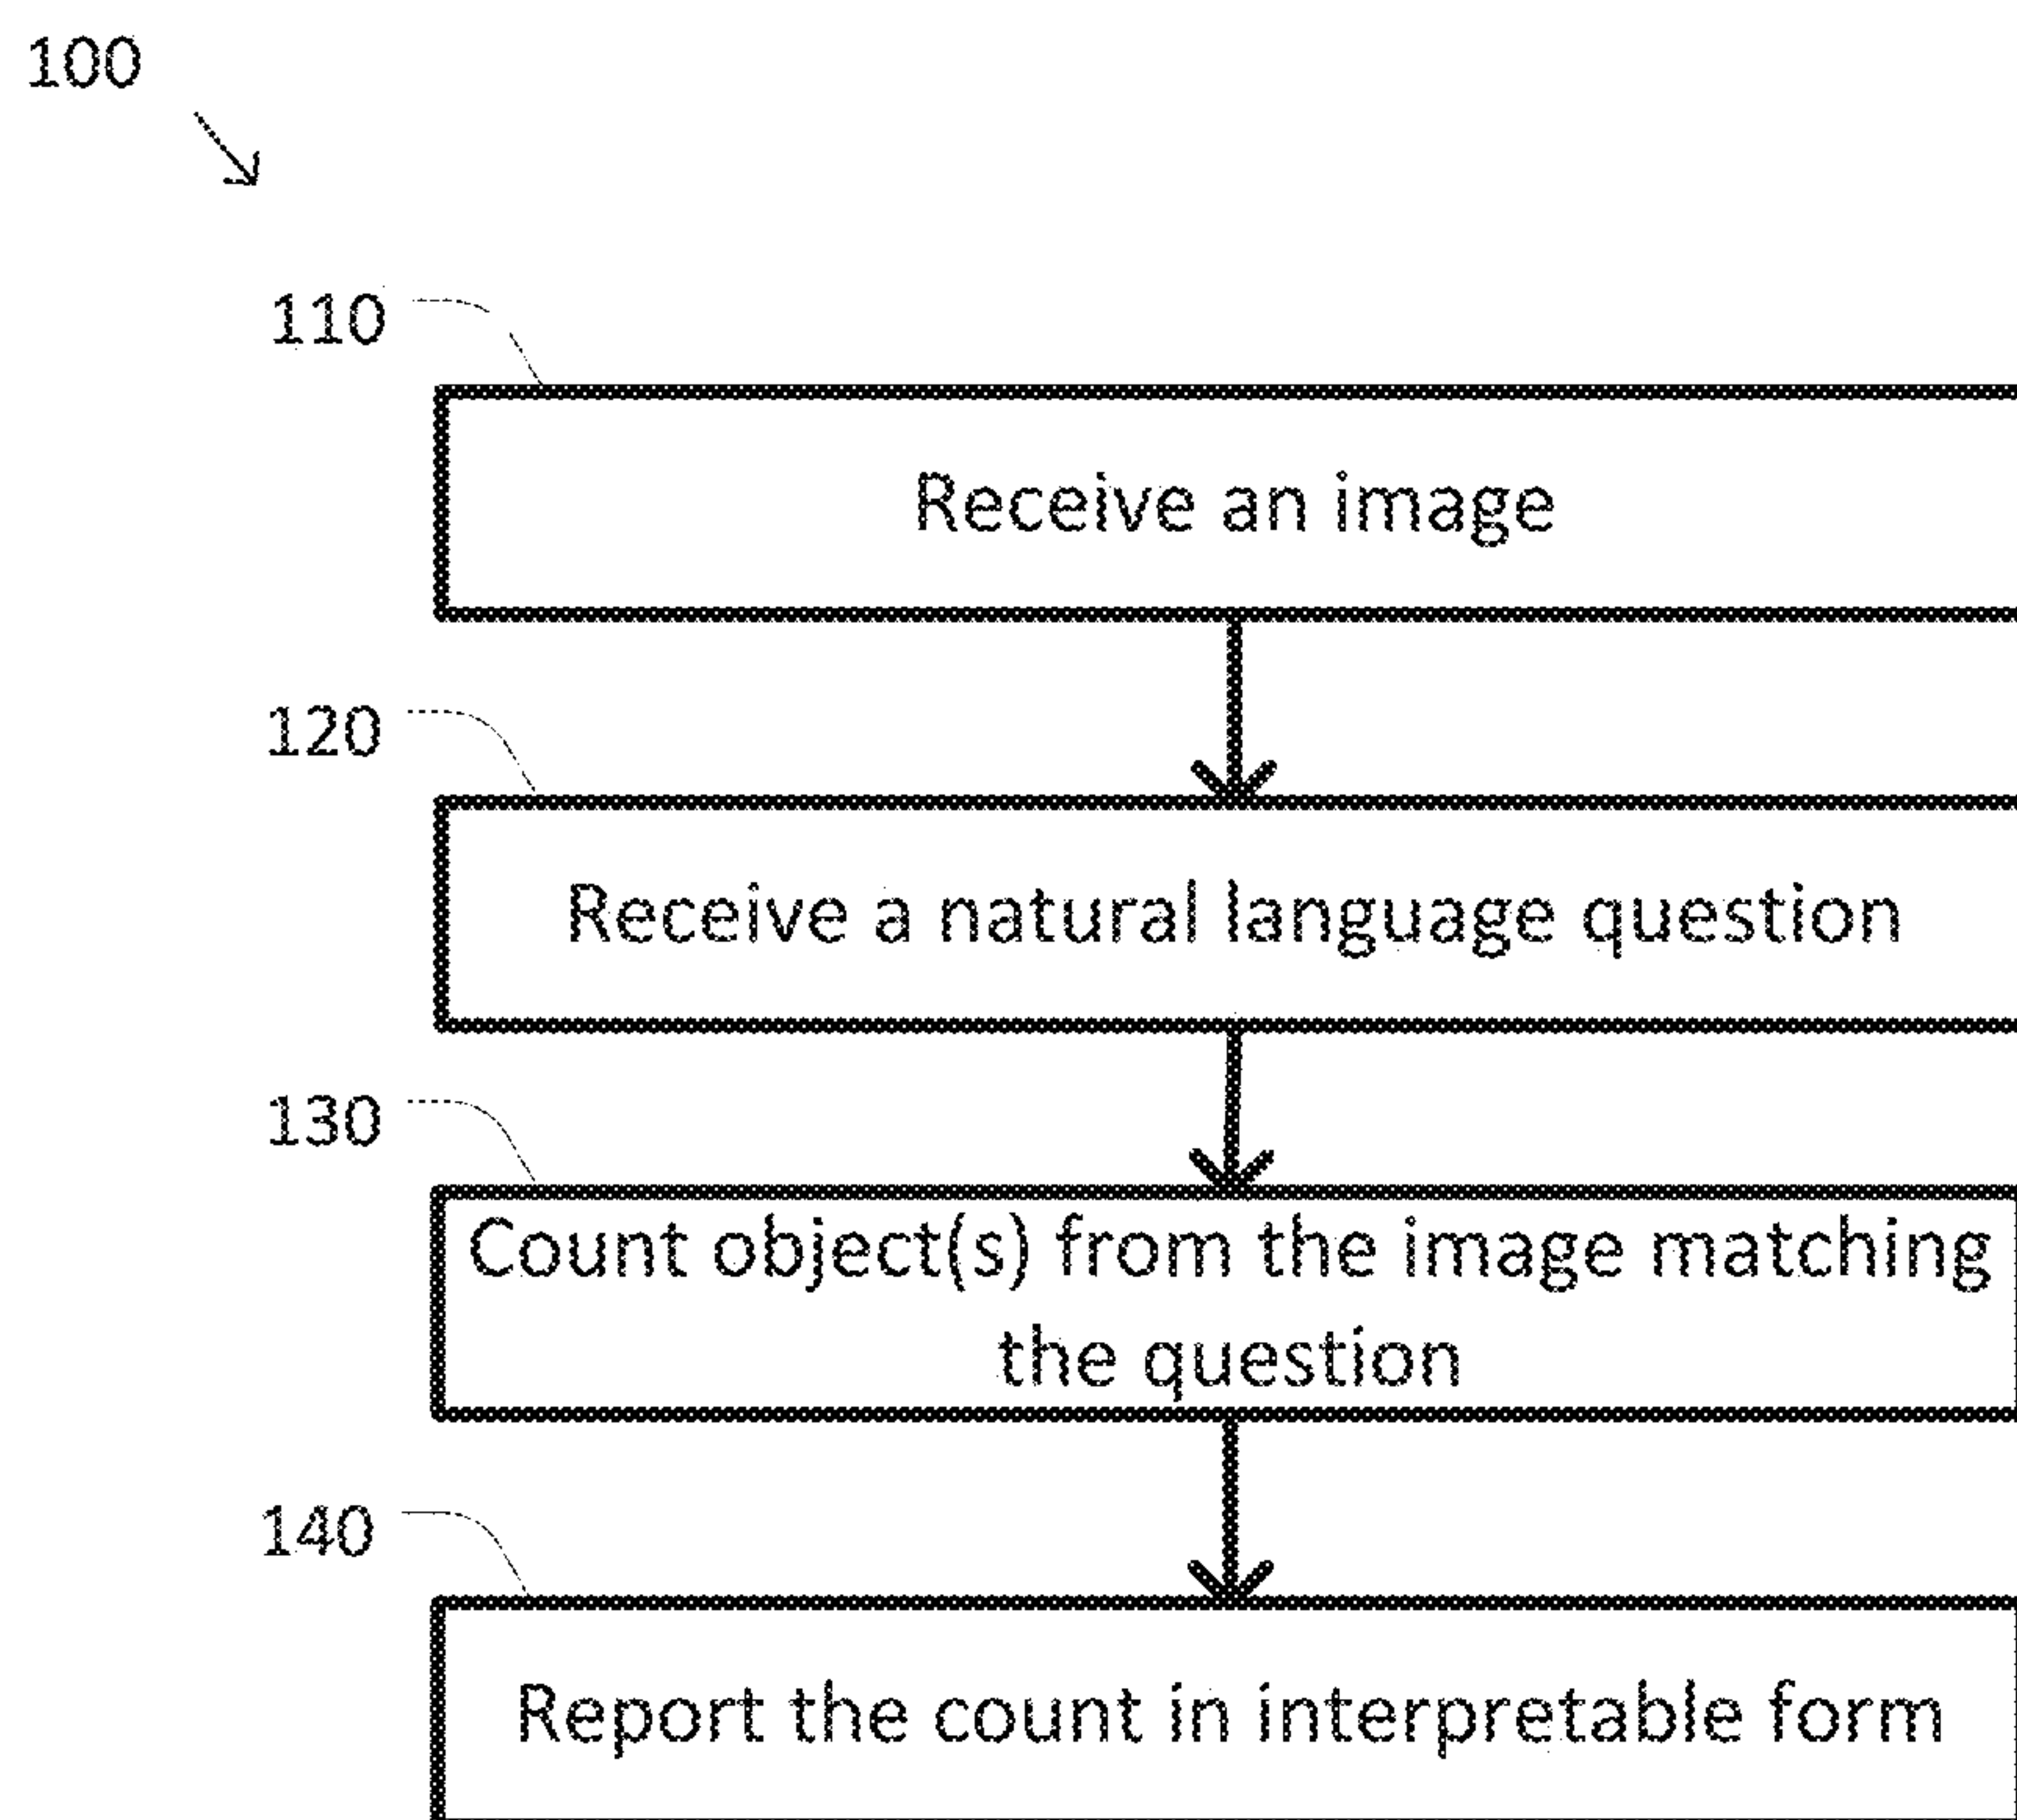 100
110
Receive an image
120
Receive a natural language question
130
Count object(s) from the image matching
the question
140
Report the count in interpretable form